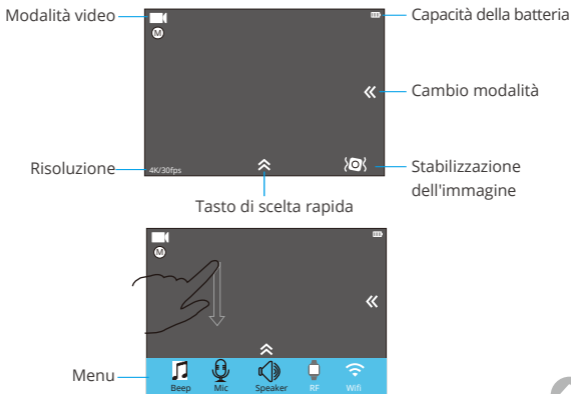 Modalità video
Capacità della batteria
M
Cambio modalità
Risoluzione
4K/30fps
Stabilizzazione
dell'immagine
Tasto di scelta rapida
M
Menu
Beep
Mic
Speaker
RF
Wifi